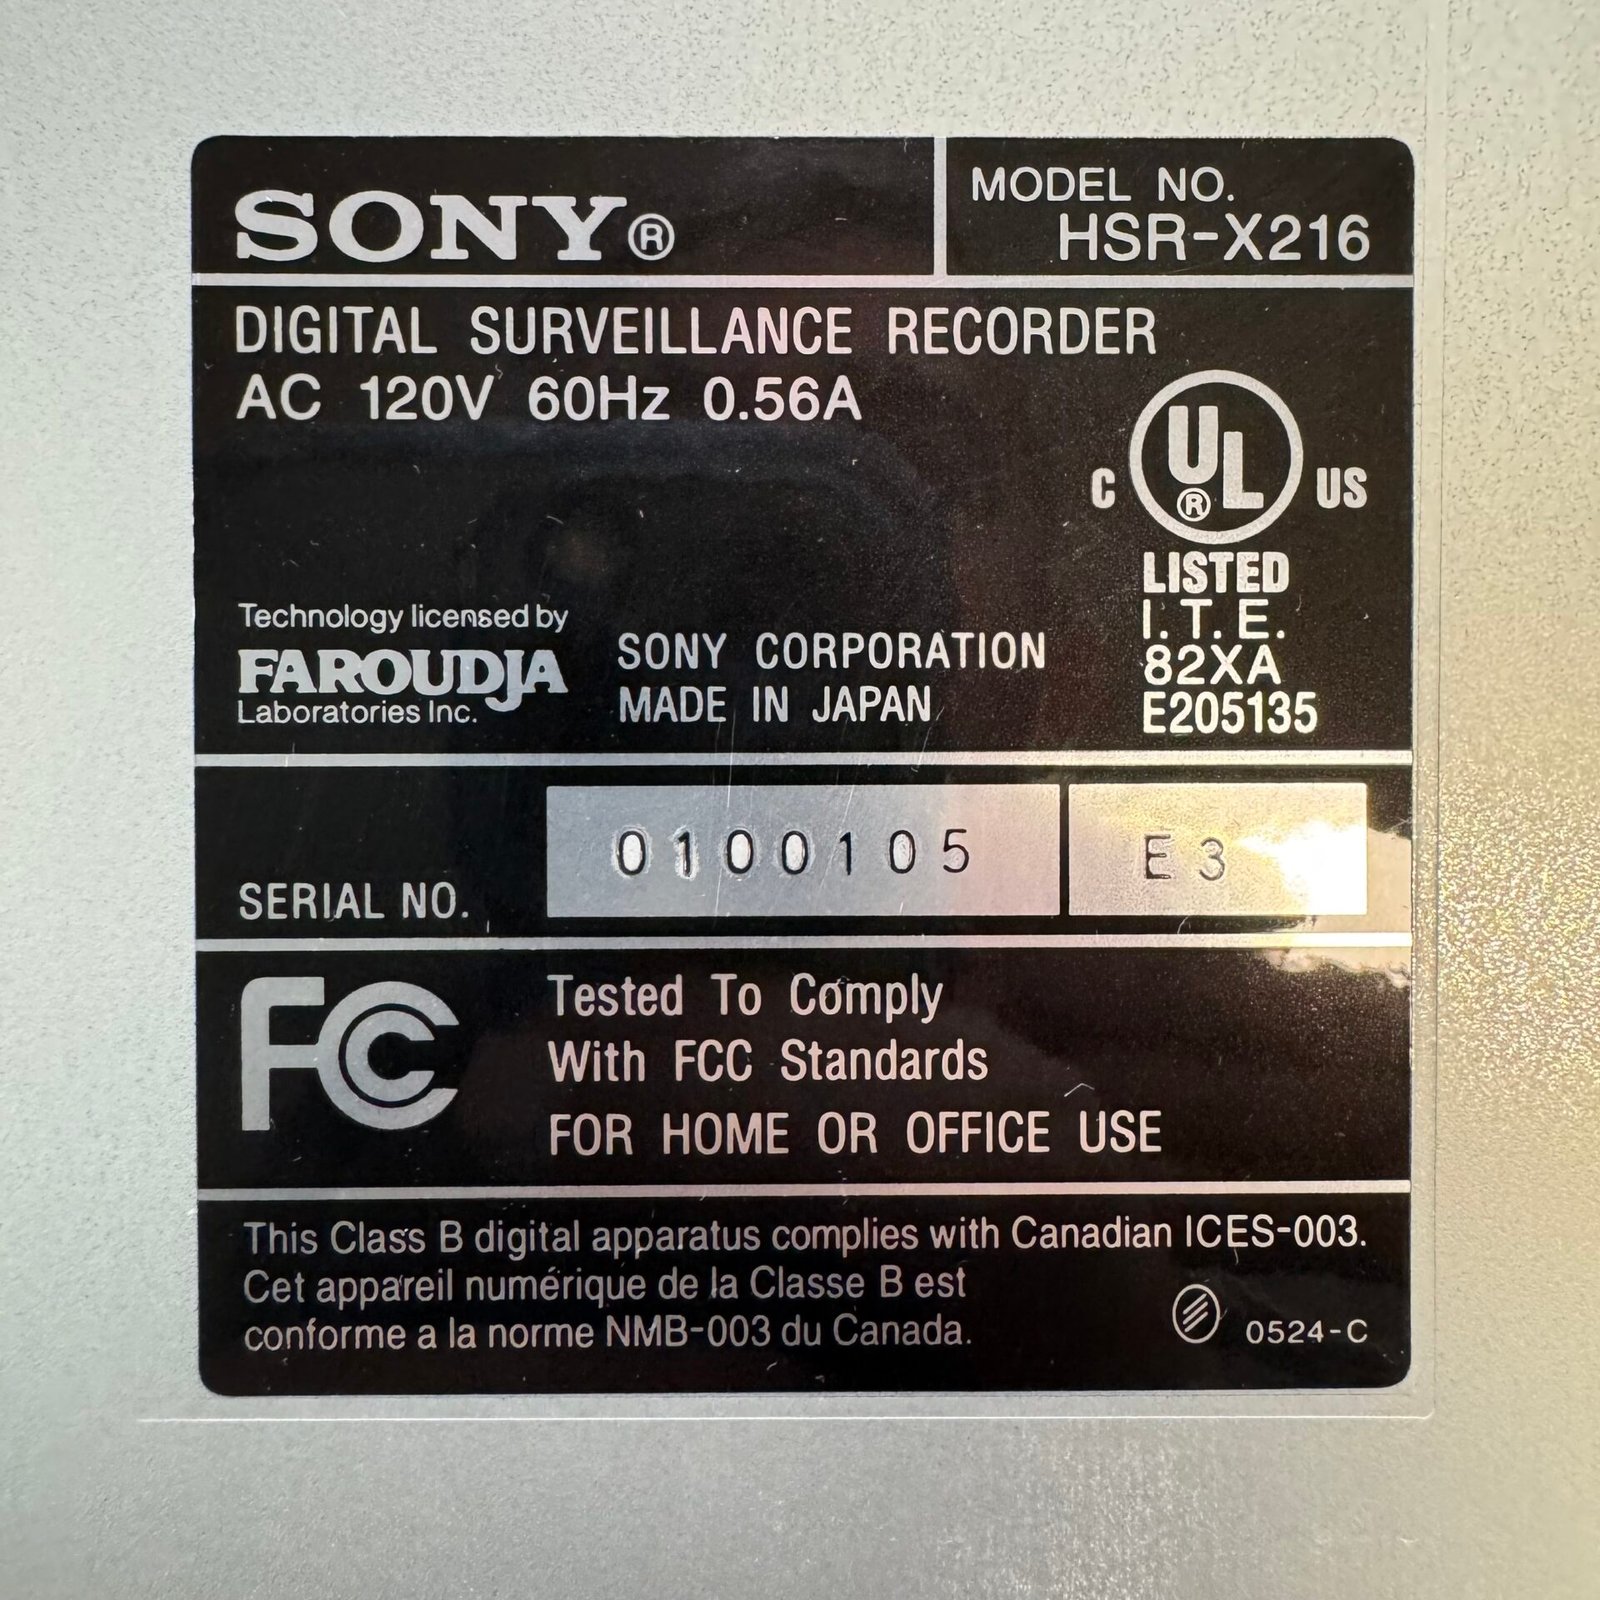 SONY®
MODEL NO.
HSR-X216
DIGITAL SURVEILLANCE RECORDER
AC 120V 60Hz 0.56A
C UL® US
LISTED
I.T.E.
82XA
E205135
Technology licensed by
FAROUDJA
Laboratories Inc.
SONY CORPORATION
MADE IN JAPAN
SERIAL NO. 0100105 E3
FC
Tested To Comply
With FCC Standards
FOR HOME OR OFFICE USE
This Class B digital apparatus complies with Canadian ICES-003.
Cet appareil numérique de la Classe B est
conforme a la norme NMB-003 du Canada.
0524-C